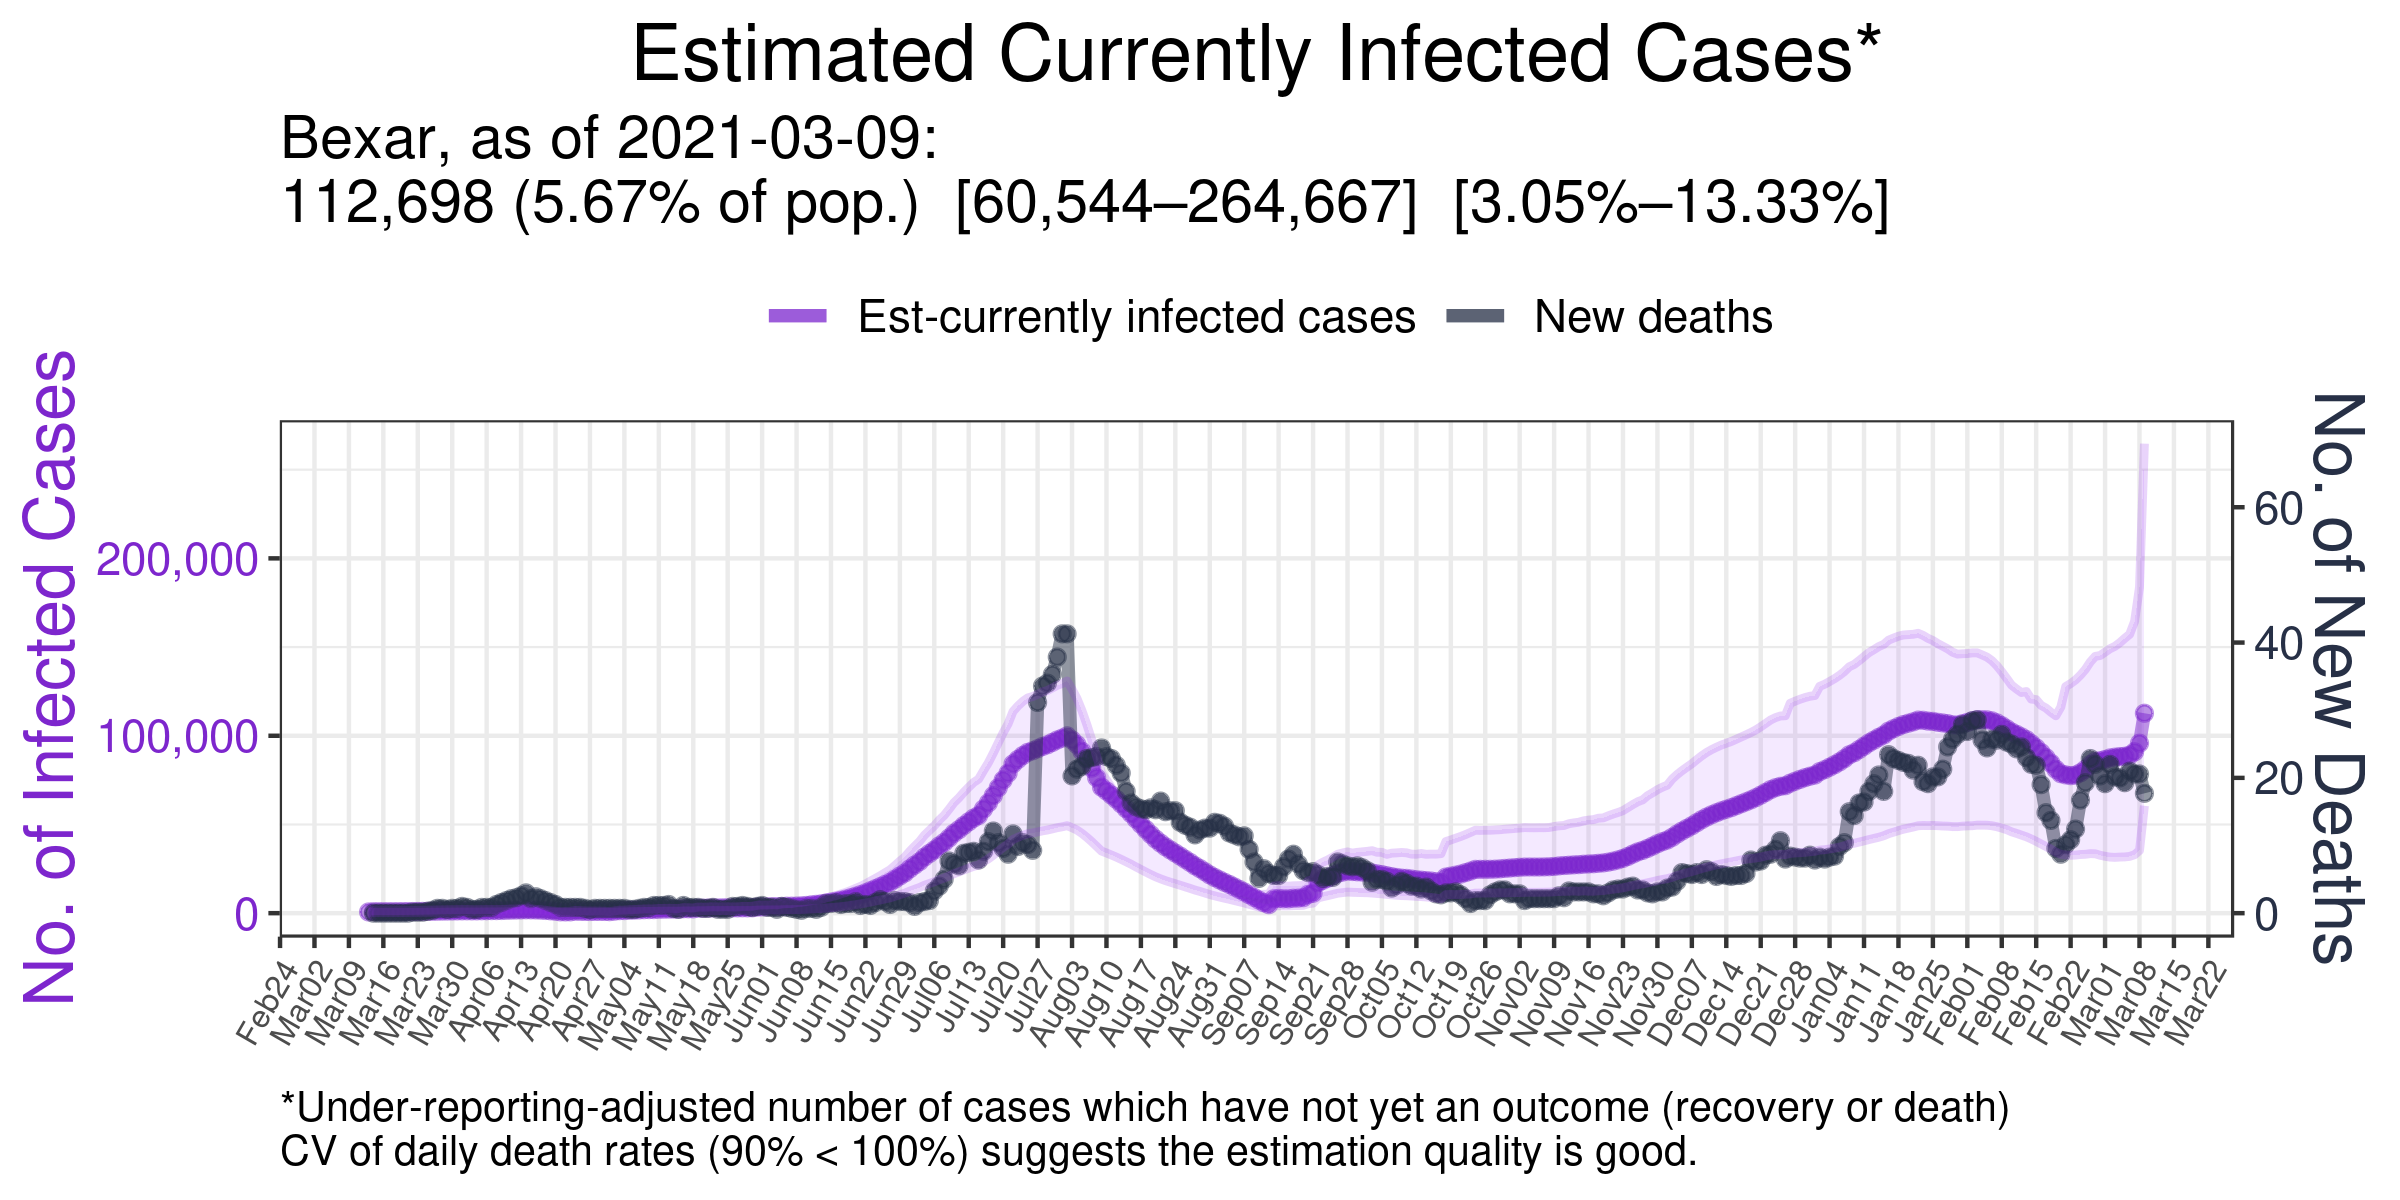 Estimated Currently Infected Cases*
Bexar, as of 2021-03-09:
112,698 (5.67% of pop.)  [60,544–264,667]  [3.05%–13.33%]
Est-currently infected cases
New deaths
No. of Infected Cases
200,000
100,000
0
60
40
20
0
No. of New Deaths
Feb24
Mar02
Mar09
Mar16
Mar23
Mar30
Apr06
Apr13
Apr20
Apr27
May04
May11
May18
May25
Jun01
Jun08
Jun15
Jun22
Jun29
Jul06
Jul13
Jul20
Jul27
Aug03
Aug10
Aug17
Aug24
Aug31
Sep07
Sep14
Sep21
Sep28
Oct05
Oct12
Oct19
Oct26
Nov02
Nov09
Nov16
Nov23
Nov30
Dec07
Dec14
Dec21
Dec28
Jan04
Jan11
Jan18
Jan25
Feb01
Feb08
Feb15
Feb22
Mar01
Mar08
Mar15
Mar22
*Under-reporting-adjusted number of cases which have not yet an outcome (recovery or death)
CV of daily death rates (90% < 100%) suggests the estimation quality is good.